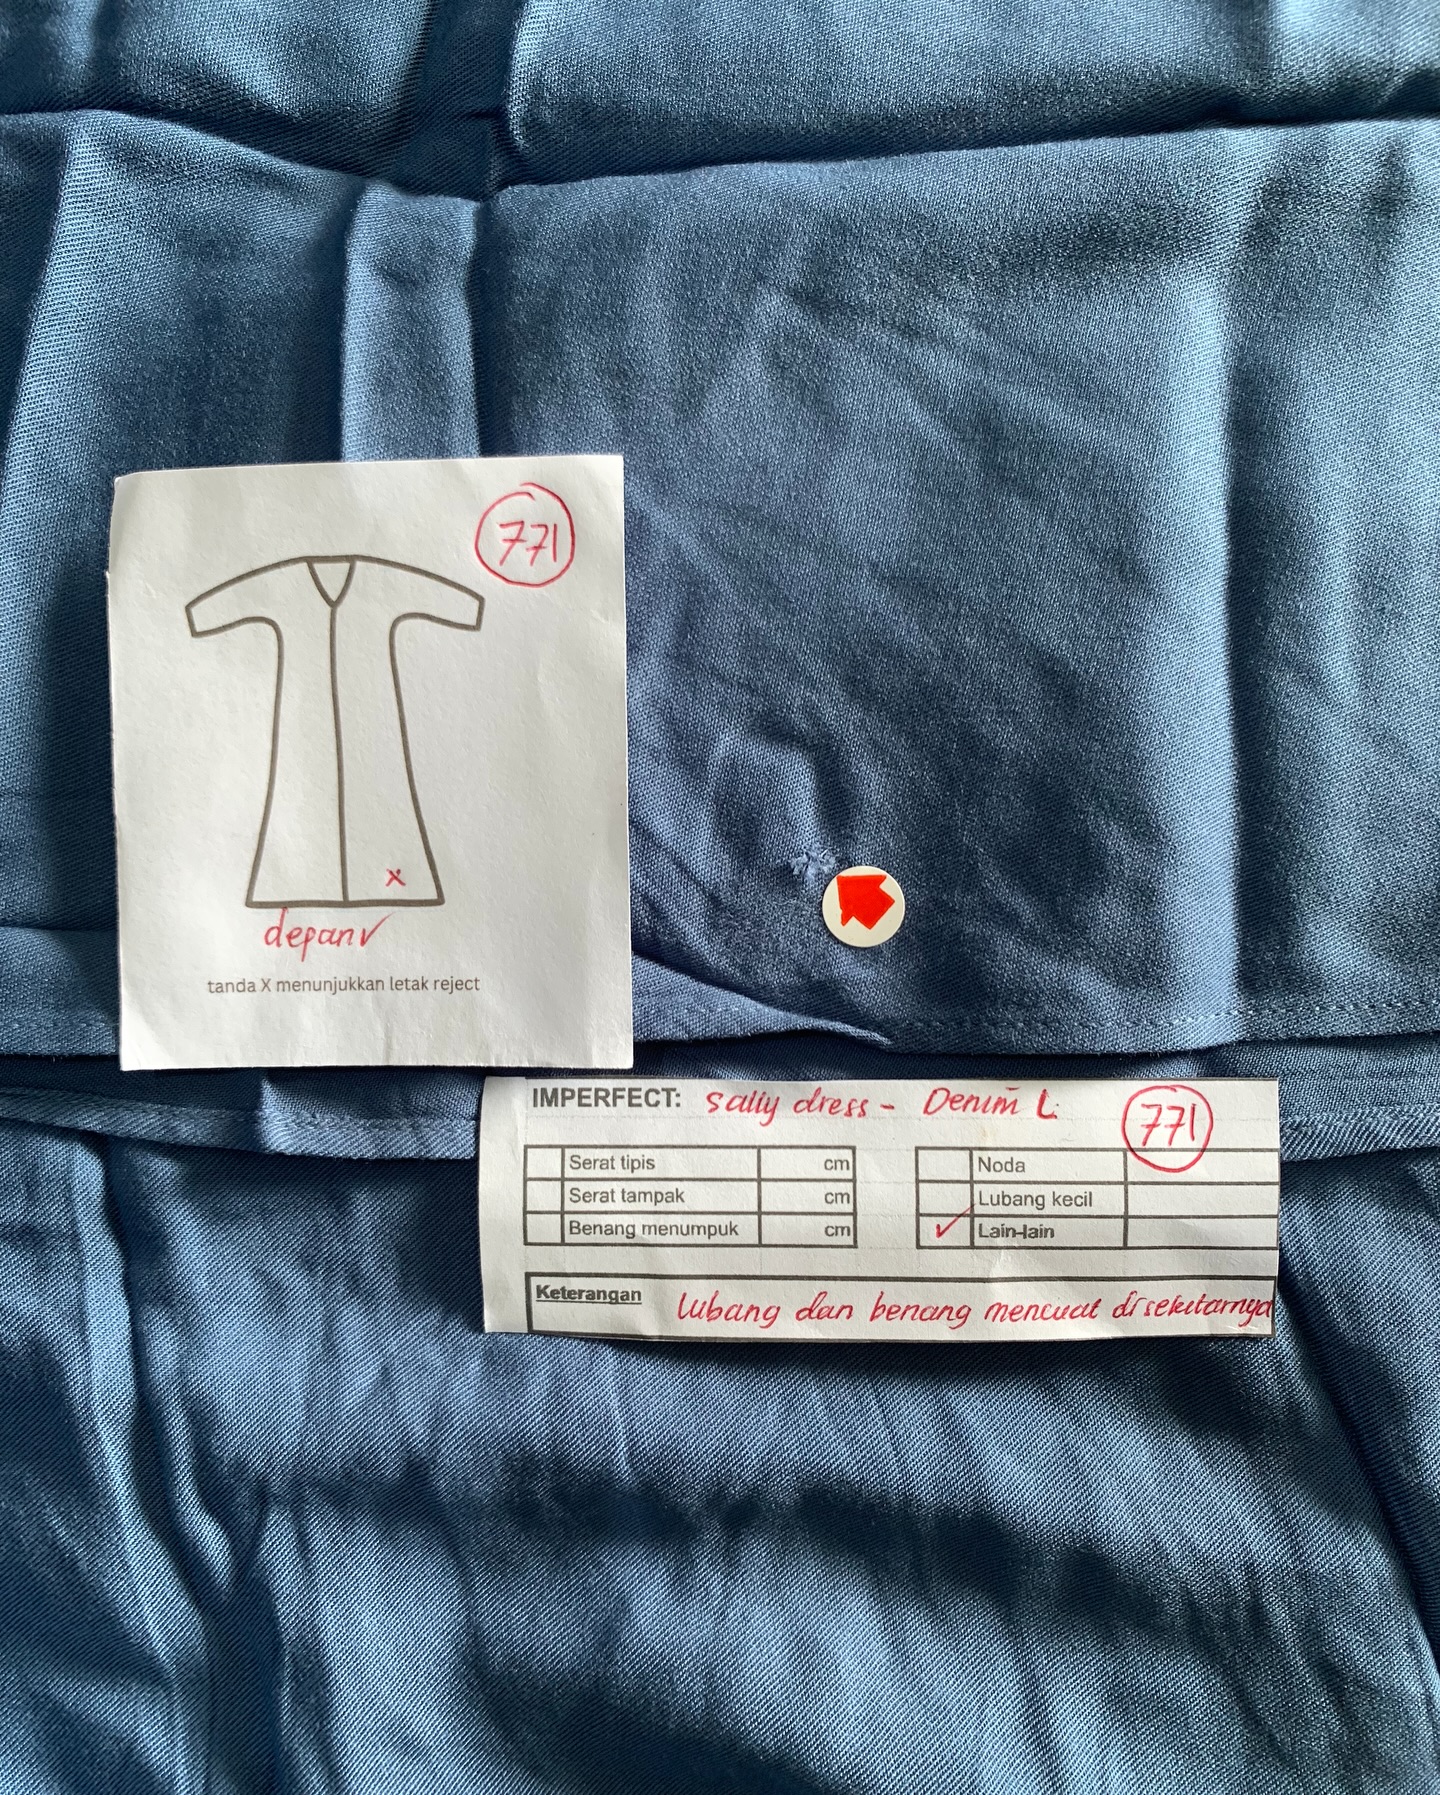 771
depan✓
tanda X menunjukkan letak reject
IMPERFECT: Sally dress - Denim L 771
Serat tipis cm
Serat tampak cm
Benang menumpuk cm
Noda
Lubang kecil
✓ Lain-lain
Keterangan lubang dan benang mencuat disekitarnya